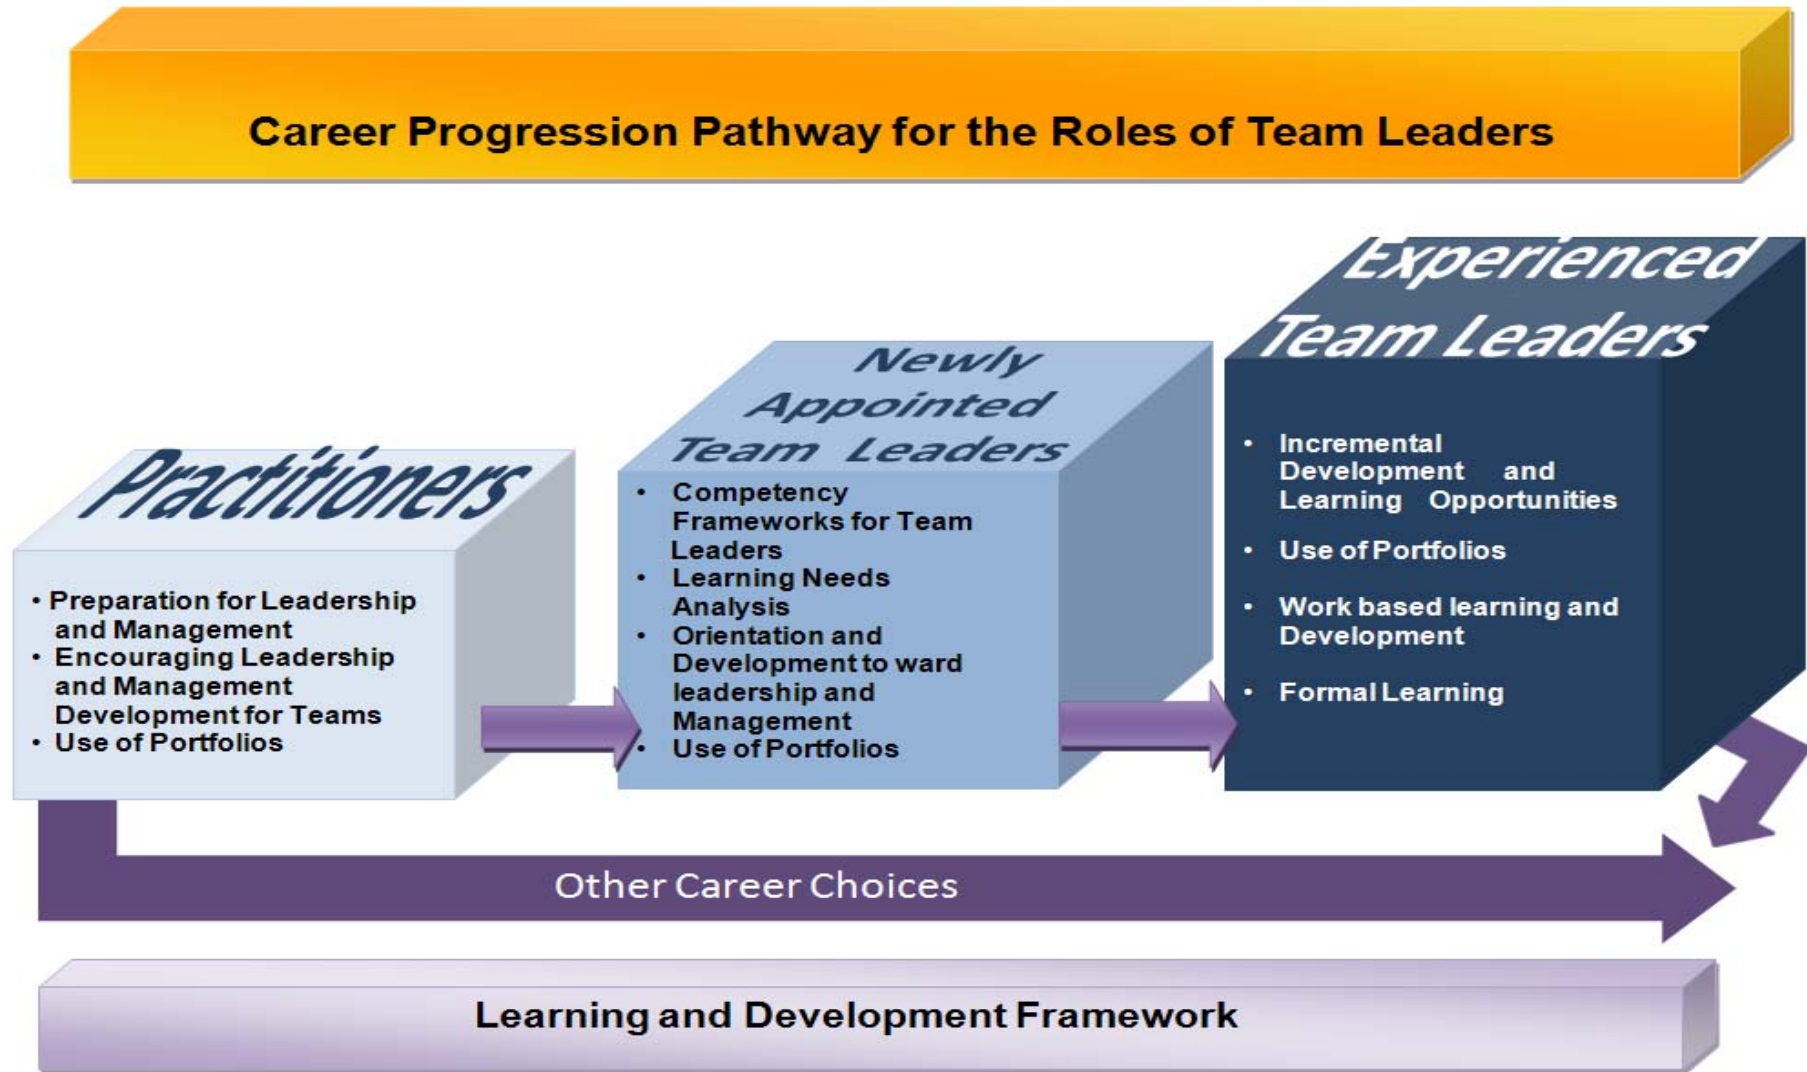 Career Progression Pathway for the Roles of Team Leaders
Practitioners
• Preparation for Leadership
and Management
• Encouraging Leadership
and Management
Development for Teams
• Use of Portfolios
Newly
Appointed
Team Leaders
• Competency
Frameworks for Team
Leaders
• Learning Needs
Analysis
• Orientation and
Development to ward
leadership and
Management
• Use of Portfolios
Experienced
Team Leaders
• Incremental
Development and
Learning Opportunities
• Use of Portfolios
• Work based learning and
Development
• Formal Learning
Other Career Choices
Learning and Development Framework